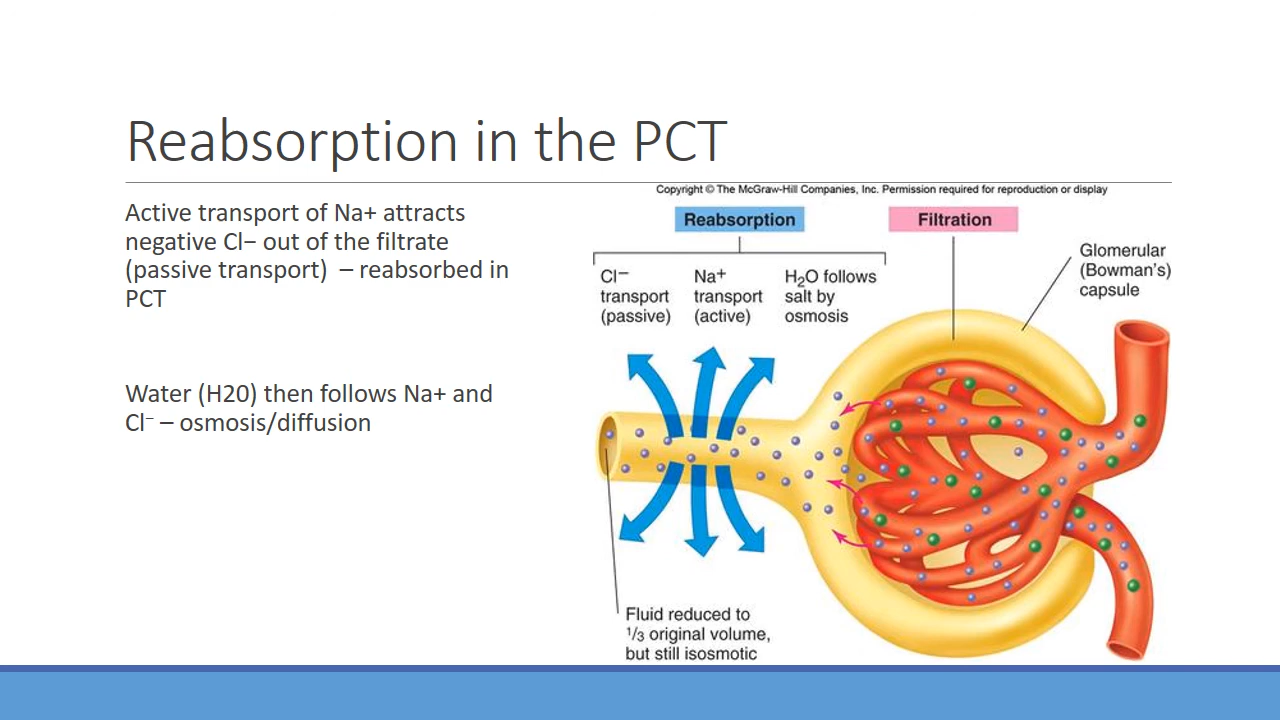 Reabsorption in the PCT
Active transport of Na+ attracts
negative Cl− out of the filtrate
(passive transport)  – reabsorbed in
PCT
Water (H20) then follows Na+ and
Cl⁻ – osmosis/diffusion
Copyright © The McGraw-Hill Companies, Inc. Permission required for reproduction or display
Reabsorption
Filtration
Cl⁻
transport
(passive)
Na⁺
transport
(active)
H₂O follows
salt by
osmosis
Glomerular
(Bowman's)
capsule
Fluid reduced to
1/3 original volume,
but still isosmotic